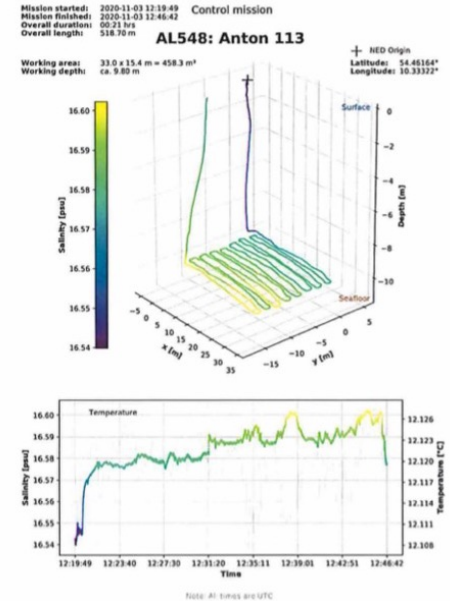 Mission started: 2020-11-03 12:19:49
Mission finished: 2020-11-03 12:46:42
Overall duration: 00:21 hrs
Overall length: 518.70 m
Control mission
AL548: Anton 113
Working area: 33.0 x 15.4 m = 458.3 m²
Working depth: ca. 9.80 m
NED Origin
Latitude: 54.46164°
Longitude: 10.33322°
Surface
Seafloor
16.60
16.59
16.58
16.57
16.56
16.55
16.54
Salinity [psu]
0
−2
−4
−6
−8
−10
Depth [m]
−5
0
5
10
15
20
25
30
35
x [m]
−15
−10
−5
0
5
y [m]
Temperature
16.60
16.59
16.58
16.57
16.56
16.55
16.54
Salinity [psu]
12.126
12.123
12.120
12.117
12.114
12.111
12.108
Temperature [°C]
12:19:49
12:23:40
12:27:30
12:31:20
12:35:11
12:39:01
12:42:51
12:46:42
Time
Note: All times are UTC